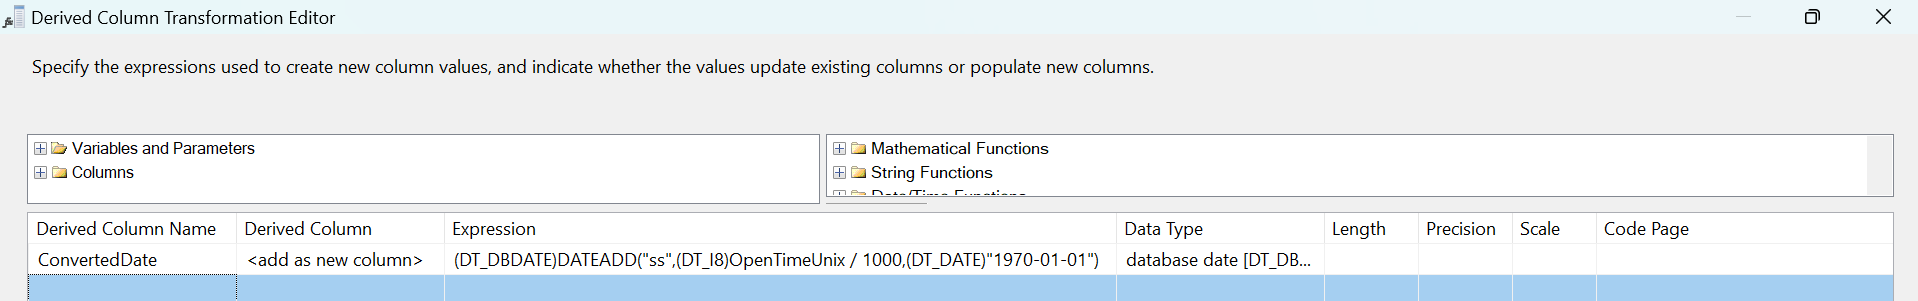 Derived Column Transformation Editor
Specify the expressions used to create new column values, and indicate whether the values update existing columns or populate new columns.
Variables and Parameters
Columns
Mathematical Functions
String Functions
Date/Time Functions
Derived Column Name Derived Column Expression Data Type Length Precision Scale Code Page
ConvertedDate <add as new column> (DT_DBDATE)DATEADD("ss",(DT_I8)OpenTimeUnix / 1000,(DT_DATE)"1970-01-01") database date [DT_DB...